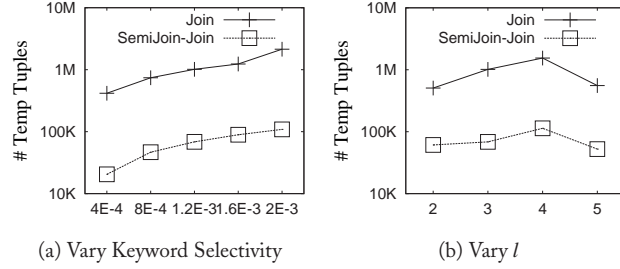 10M
1M
100K
10K
# Temp Tuples
Join
SemiJoin-Join
4E-4 8E-4 1.2E-3 1.6E-3 2E-3
(a) Vary Keyword Selectivity
10M
1M
100K
10K
# Temp Tuples
Join
SemiJoin-Join
2 3 4 5
(b) Vary l